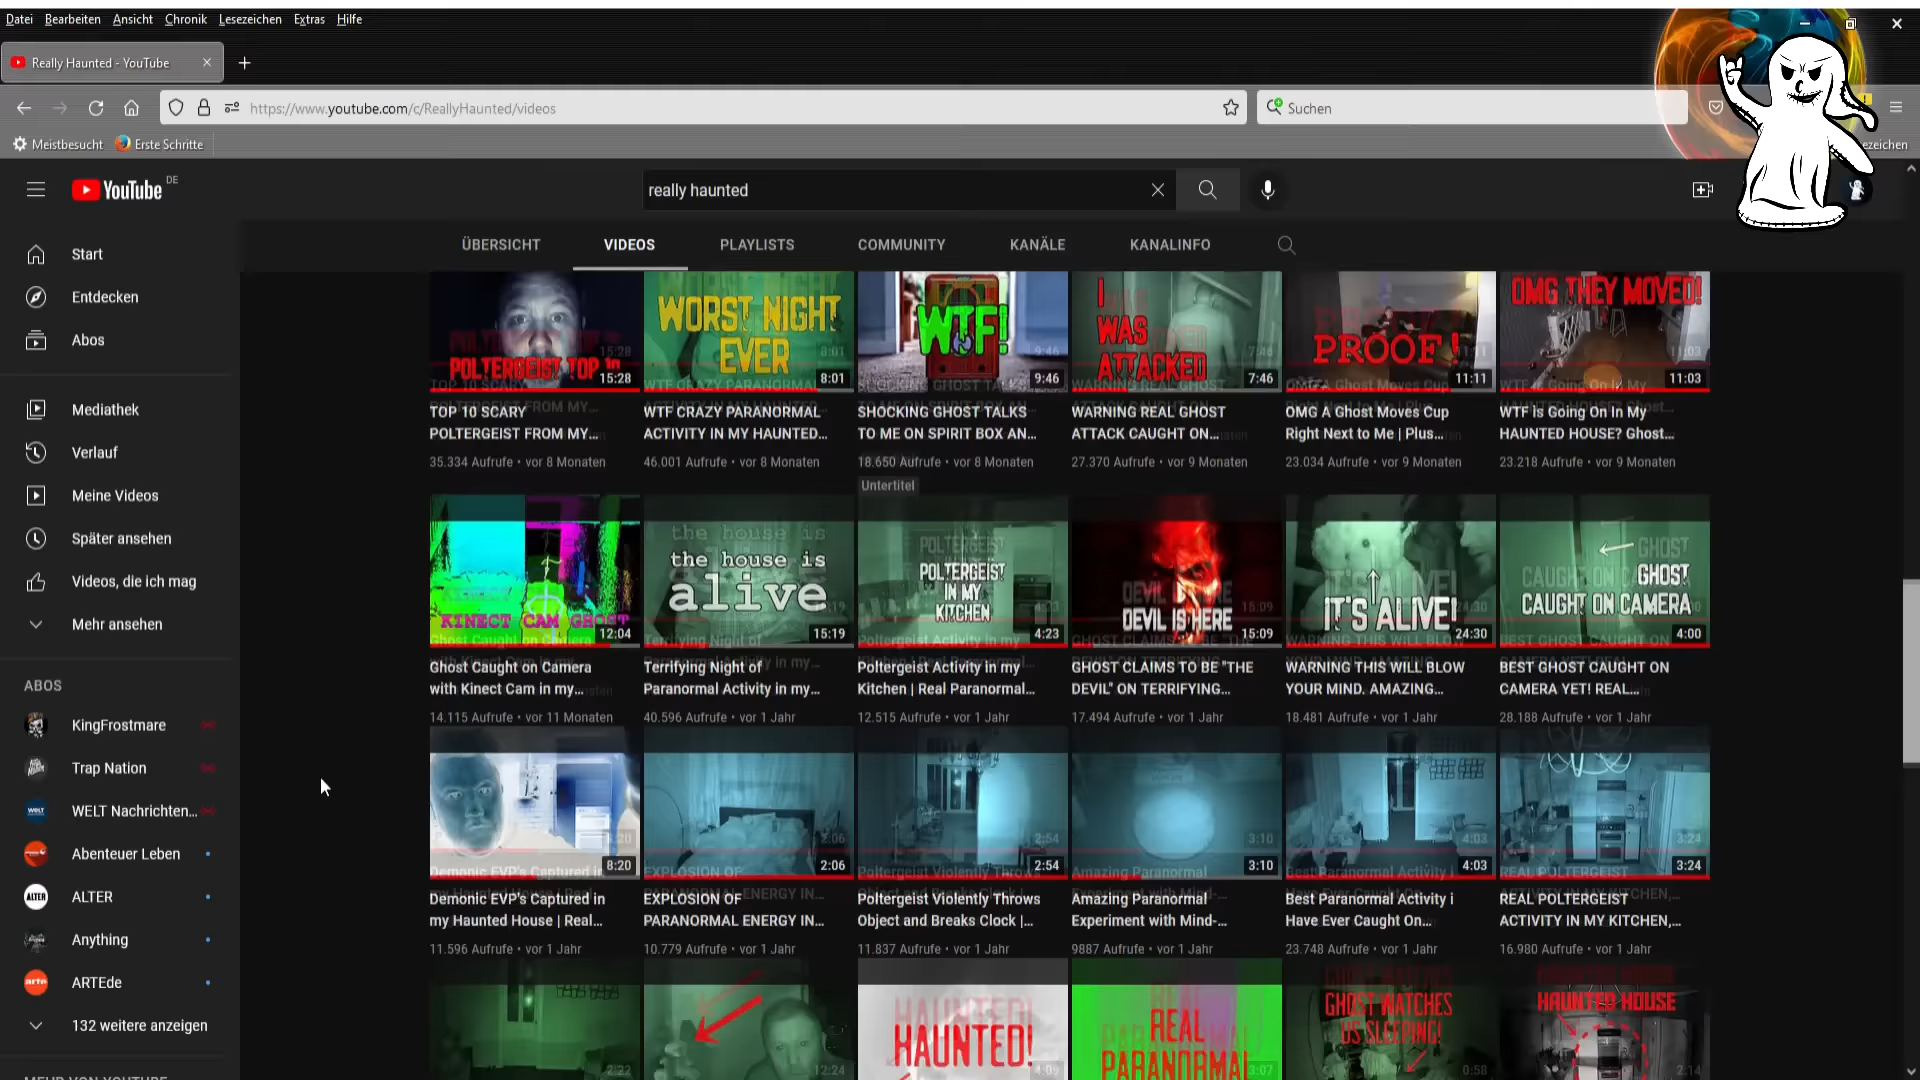 Datei Bearbeiten Ansicht Chronik Lesezeichen Extras Hilfe
Really Haunted - YouTube
https://www.youtube.com/c/ReallyHaunted/videos
Suchen
Meistbesucht Erste Schritte
ezeichen
YouTube DE
really haunted
ÜBERSICHT VIDEOS PLAYLISTS COMMUNITY KANÄLE KANALINFO
Start
Entdecken
Abos
Mediathek
Verlauf
Meine Videos
Später ansehen
Videos, die ich mag
Mehr ansehen
ABOS
KingFrostmare
Trap Nation
WELT Nachrichten...
Abenteuer Leben
ALTER
Anything
ARTEde
132 weitere anzeigen
MEHR VON YOUTUBE
POLTERGEIST TOP 10
15:28
TOP 10 SCARY
POLTERGEIST FROM MY...
35.334 Aufrufe • vor 8 Monaten
WORST NIGHT
EVER
8:01
WTF CRAZY PARANORMAL
ACTIVITY IN MY HAUNTED...
46.001 Aufrufe • vor 8 Monaten
WTF!
9:46
SHOCKING GHOST TALKS
TO ME ON SPIRIT BOX AN...
18.650 Aufrufe • vor 8 Monaten
Untertitel
I
WAS
ATTACKED
7:46
WARNING REAL GHOST
ATTACK CAUGHT ON...
27.370 Aufrufe • vor 9 Monaten
PROOF!
11:11
OMG A Ghost Moves Cup
Right Next to Me | Plus...
23.034 Aufrufe • vor 9 Monaten
OMG THEY MOVED!
11:03
WTF is Going On In My
HAUNTED HOUSE? Ghost...
23.218 Aufrufe • vor 9 Monaten
KINECT CAM GHOST
12:04
Ghost Caught on Camera
with Kinect Cam in my...
14.115 Aufrufe • vor 11 Monaten
the house is
alive
15:19
Terrifying Night of
Paranormal Activity in my...
40.596 Aufrufe • vor 1 Jahr
POLTERGEIST
IN MY
KITCHEN
4:23
Poltergeist Activity in my
Kitchen | Real Paranormal...
12.515 Aufrufe • vor 1 Jahr
DEVIL IS HERE
15:09
GHOST CLAIMS TO BE "THE
DEVIL" ON TERRIFYING...
17.494 Aufrufe • vor 1 Jahr
IT'S ALIVE!
24:30
WARNING THIS WILL BLOW
YOUR MIND. AMAZING...
18.481 Aufrufe • vor 1 Jahr
GHOST
CAUGHT ON CAMERA
4:00
BEST GHOST CAUGHT ON
CAMERA YET! REAL...
28.188 Aufrufe • vor 1 Jahr
8:20
Demonic EVP's Captured in
my Haunted House | Real...
11.596 Aufrufe • vor 1 Jahr
2:06
EXPLOSION OF
PARANORMAL ENERGY IN...
10.779 Aufrufe • vor 1 Jahr
2:54
Poltergeist Violently Throws
Object and Breaks Clock |...
11.837 Aufrufe • vor 1 Jahr
3:10
Amazing Paranormal
Experiment with Mind-...
9887 Aufrufe • vor 1 Jahr
4:03
Best Paranormal Activity i
Have Ever Caught On...
23.748 Aufrufe • vor 1 Jahr
3:24
REAL POLTERGEIST
ACTIVITY IN MY KITCHEN,...
16.980 Aufrufe • vor 1 Jahr
2:22
12:24
HAUNTED!
4:09
REAL
PARANORMAL
3:07
GHOST WATCHES
US SLEEPING!
0:58
HAUNTED HOUSE
2:14